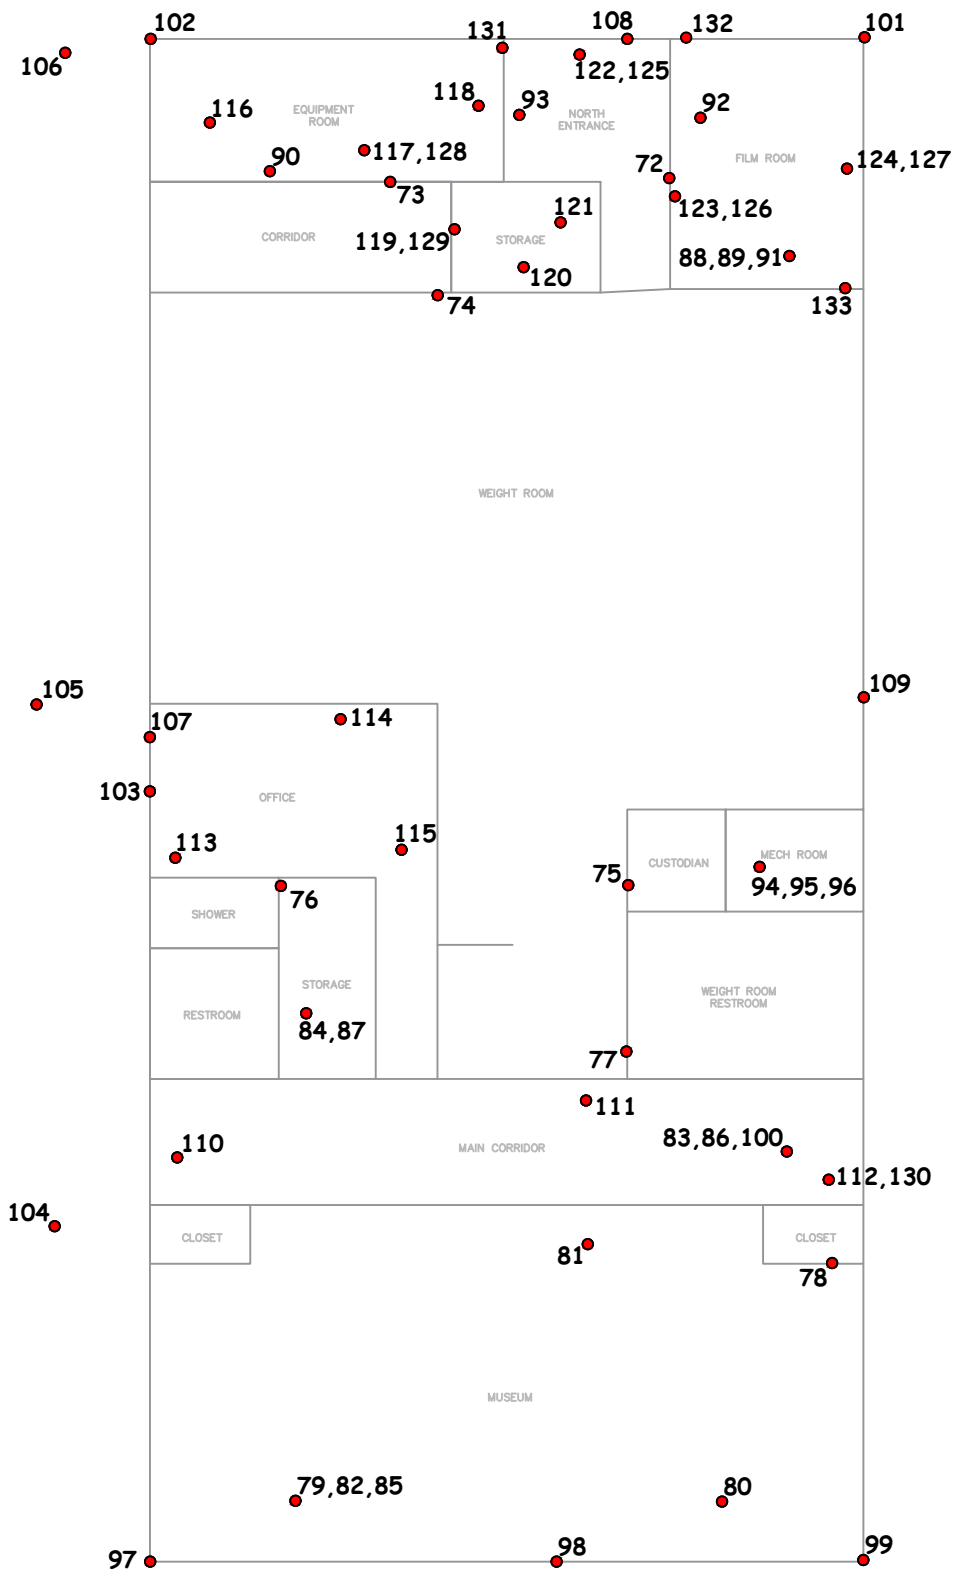 102
131
108
132
101
106
122,125
116
118
93
92
EQUIPMENT
ROOM
NORTH
ENTRANCE
90
117,128
FILM ROOM
124,127
72
73
123,126
121
CORRIDOR
119,129
STORAGE
88,89,91
120
74
133
WEIGHT ROOM
105
109
107
114
103
OFFICE
113
115
CUSTODIAN
MECH ROOM
75
94,95,96
76
SHOWER
STORAGE
WEIGHT ROOM
RESTROOM
RESTROOM
84,87
77
111
110
MAIN CORRIDOR
83,86,100
112,130
104
CLOSET
CLOSET
81
78
MUSEUM
79,82,85
80
97
98
99